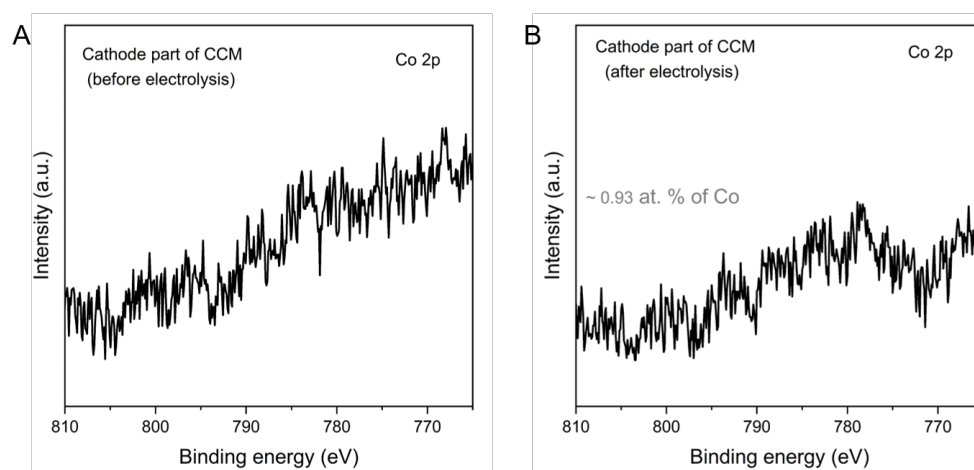 A
Cathode part of CCM
(before electrolysis)
Co 2p
Intensity (a.u.)
810 800 790 780 770
Binding energy (eV)
B
Cathode part of CCM
(after electrolysis)
Co 2p
~ 0.93 at. % of Co
Intensity (a.u.)
810 800 790 780 770
Binding energy (eV)